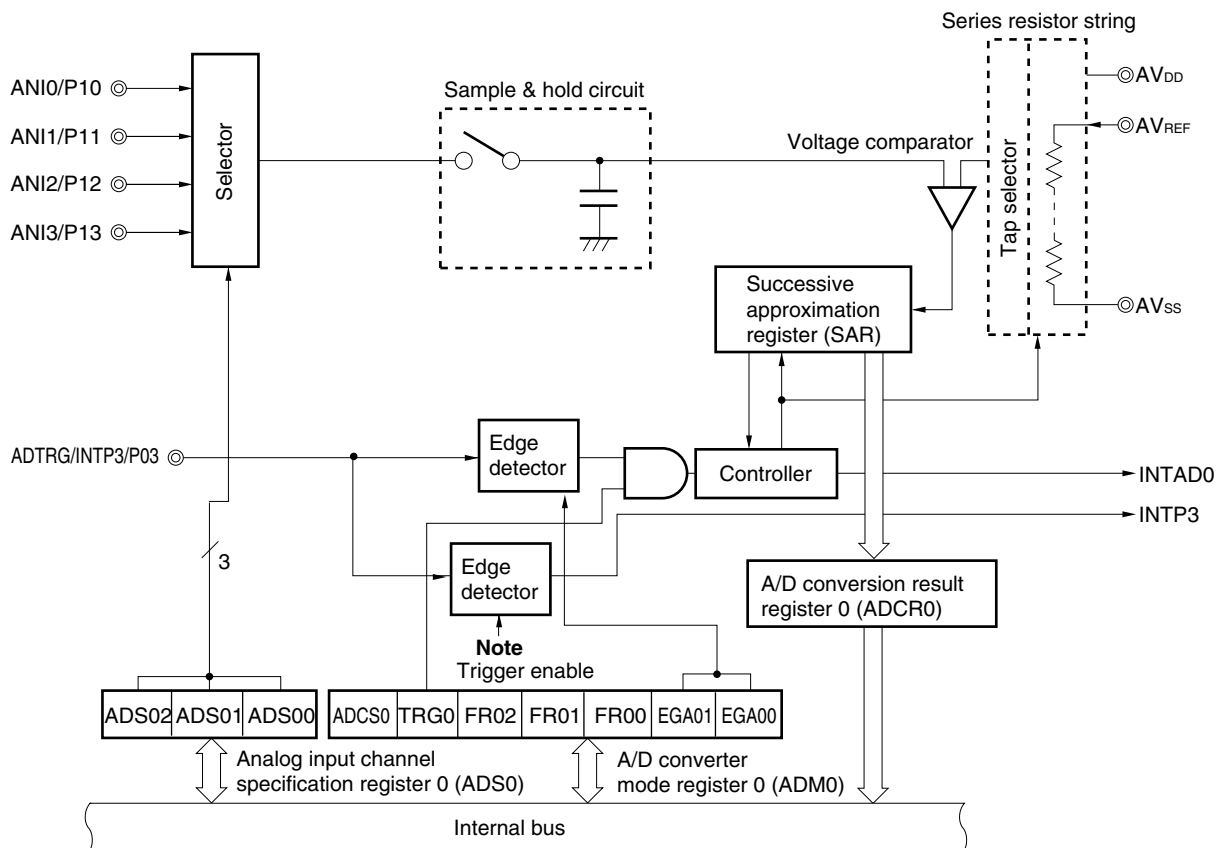 Series resistor string
ANI0/P10
ANI1/P11
ANI2/P12
ANI3/P13
Selector
Sample & hold circuit
Voltage comparator
Tap selector
AVDD
AVREF
AVSS
Successive
approximation
register (SAR)
ADTRG/INTP3/P03
Edge
detector
Controller
INTAD0
INTP3
3
Edge
detector
A/D conversion result
register 0 (ADCR0)
Note
Trigger enable
ADS02 ADS01 ADS00
ADCS0 TRG0 FR02 FR01 FR00 EGA01 EGA00
Analog input channel
specification register 0 (ADS0)
A/D converter
mode register 0 (ADM0)
Internal bus